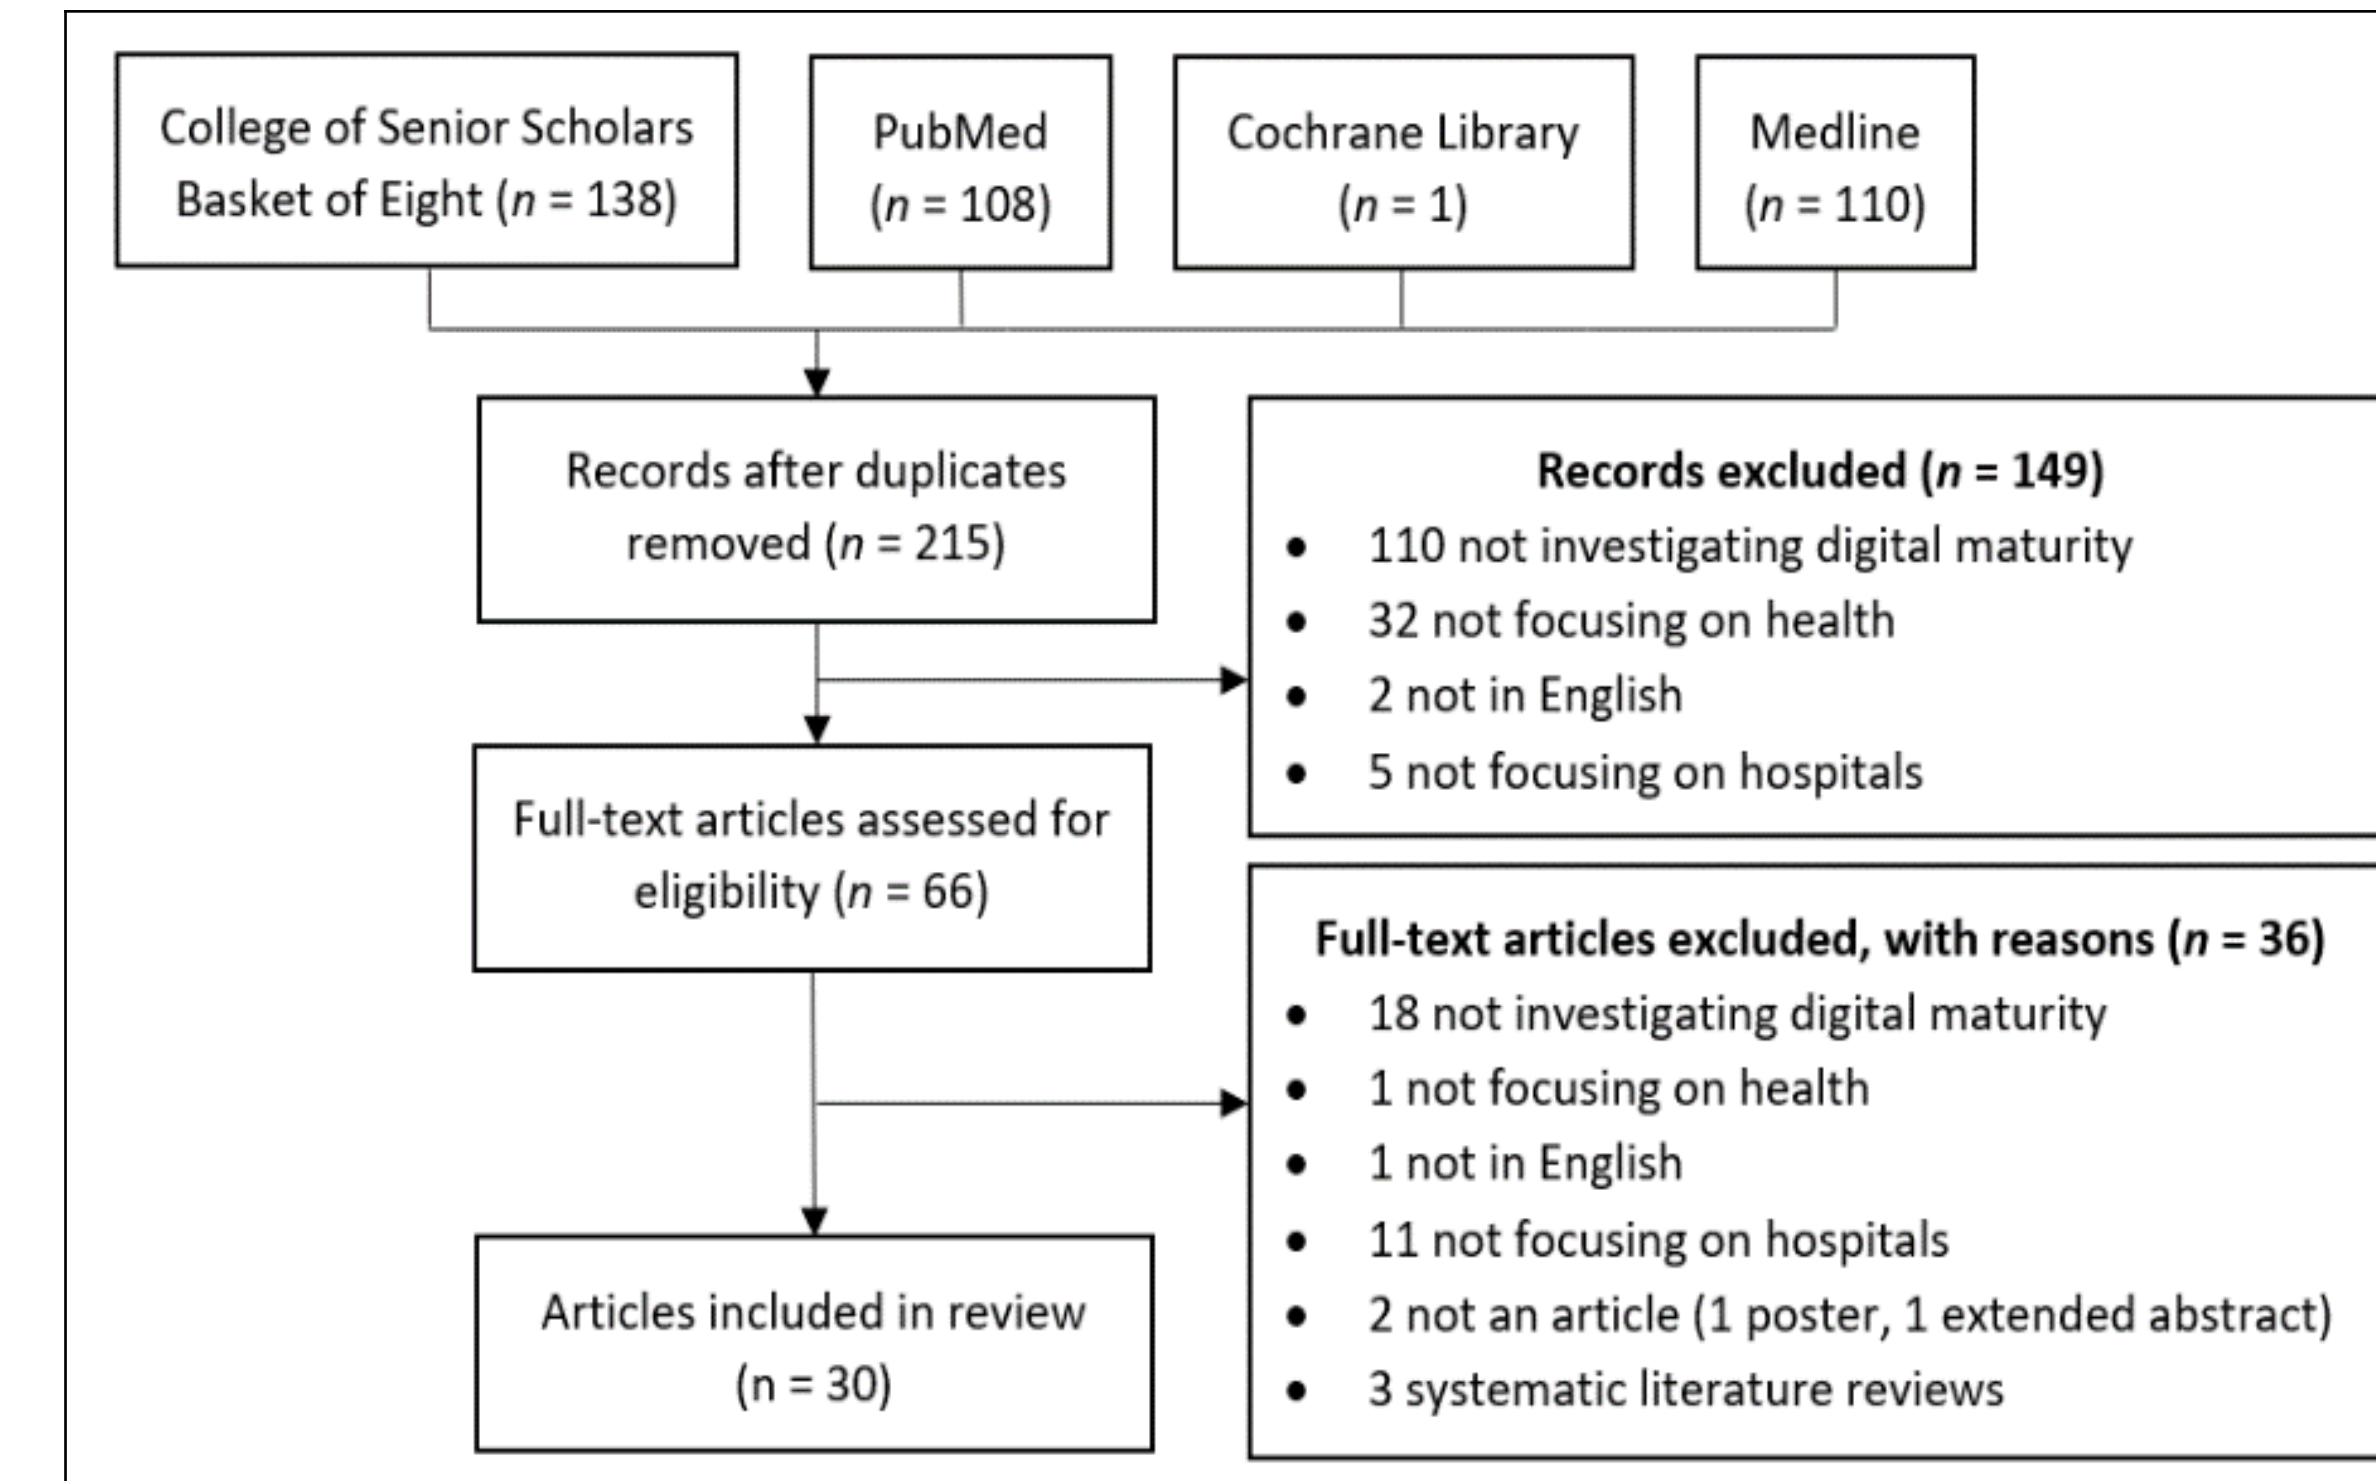 College of Senior Scholars
Basket of Eight (n = 138)
PubMed
(n = 108)
Cochrane Library
(n = 1)
Medline
(n = 110)
Records after duplicates
removed (n = 215)
Records excluded (n = 149)
● 110 not investigating digital maturity
● 32 not focusing on health
● 2 not in English
● 5 not focusing on hospitals
Full-text articles assessed for
eligibility (n = 66)
Full-text articles excluded, with reasons (n = 36)
● 18 not investigating digital maturity
● 1 not focusing on health
● 1 not in English
● 11 not focusing on hospitals
● 2 not an article (1 poster, 1 extended abstract)
● 3 systematic literature reviews
Articles included in review
(n = 30)